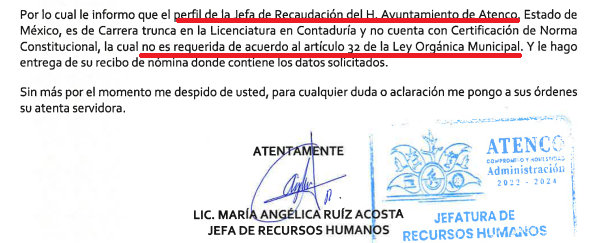 Por lo cual le informo que el perfil de la Jefa de Recaudación del H. Ayuntamiento de Atenco, Estado de
México, es de Carrera trunca en la Licenciatura en Contaduría y no cuenta con Certificación de Norma
Constitucional, la cual no es requerida de acuerdo al artículo 32 de la Ley Orgánica Municipal. Y le hago
entrega de su recibo de nómina donde contiene los datos solicitados.
Sin más por el momento me despido de usted, para cualquier duda o aclaración me pongo a sus órdenes
su atenta servidora.
ATENTAMENTE
LIC. MARÍA ANGÉLICA RUÍZ ACOSTA
JEFA DE RECURSOS HUMANOS
ATENCO
COMPROMISO Y HONESTIDAD
Administración
2022 - 2024
JEFATURA DE
RECURSOS HUMANOS